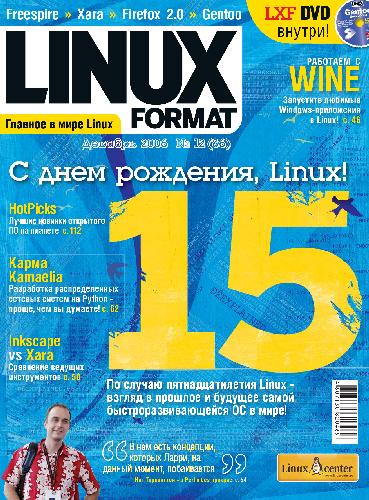 Freespire » Xara » Firefox 2.0 » Gentoo
LXF DVD
внутри!
LINUX
FORMAT
Главное в мире Linux
РАБОТАЕМ С
WINE
Запустите любимые
Windows-приложения
в Linux! с. 46
Декабрь 2006 № 12 (86)
С днем рождения, Linux!
15
HotPicks
Лучшие новинки открытого
ПО на планете с. 112
Карма
Kamaelia
Разработка распределенных
сетевых систем на Python -
проще, чем вы думаете! с. 62
Inkscape
vs Xara
Сравнение ведущих
инструментов с. 50
По случаю пятнадцатилетия Linux -
взгляд в прошлое и будущее самой
быстроразвивающейся ОС в мире!
“В нем есть концепции,
которых Ларри, на
данный момент, побаивается”
Linux center